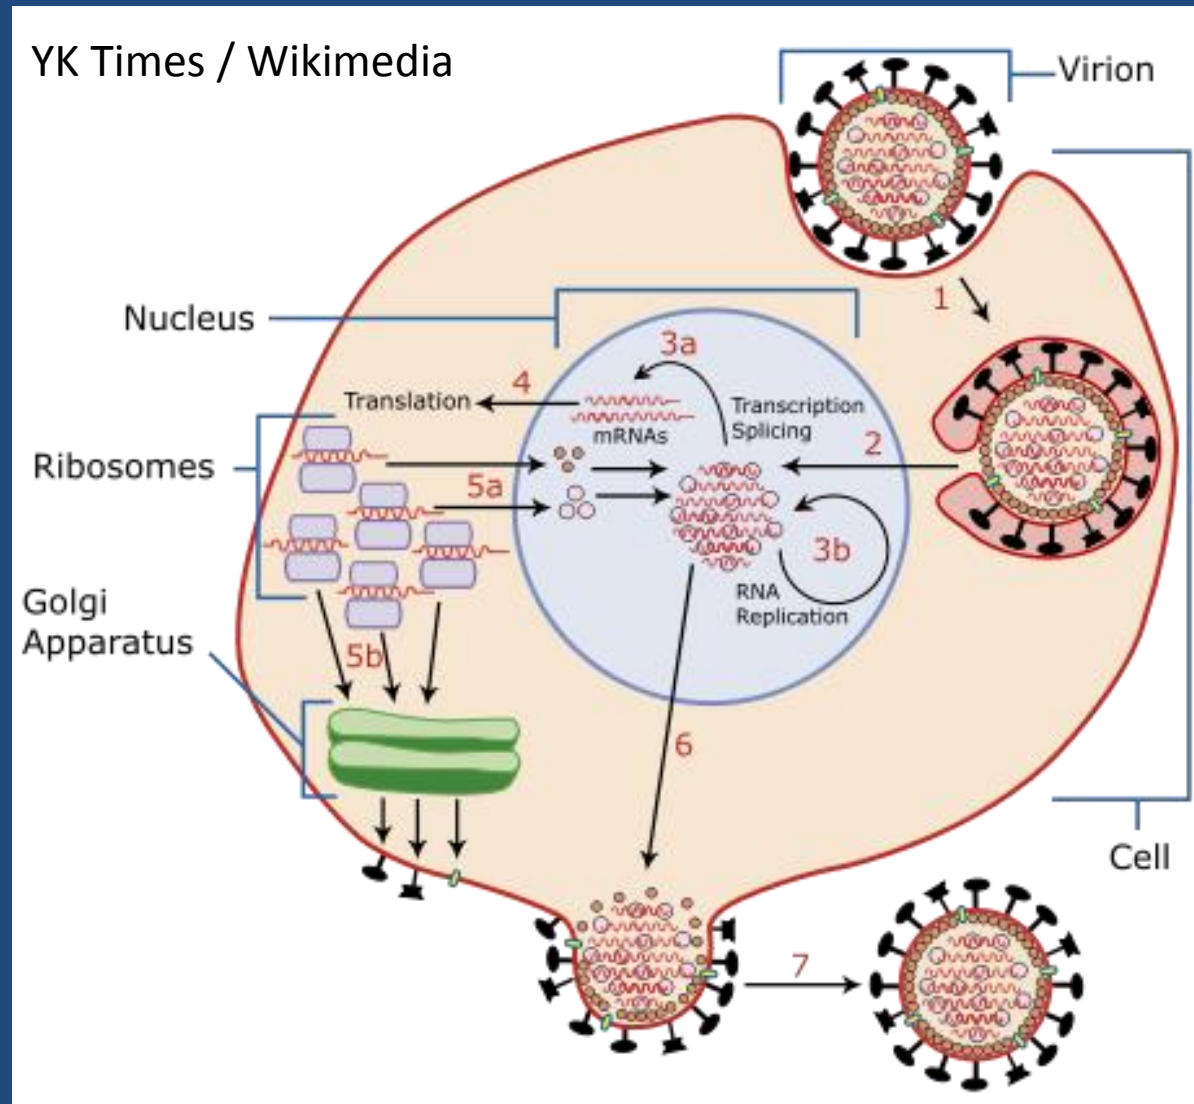 YK Times / Wikimedia
Virion
1
Nucleus
3a
4
Translation
Transcription
Splicing
mRNAs
2
Ribosomes
5a
3b
RNA
Replication
Golgi
Apparatus
5b
6
Cell
7